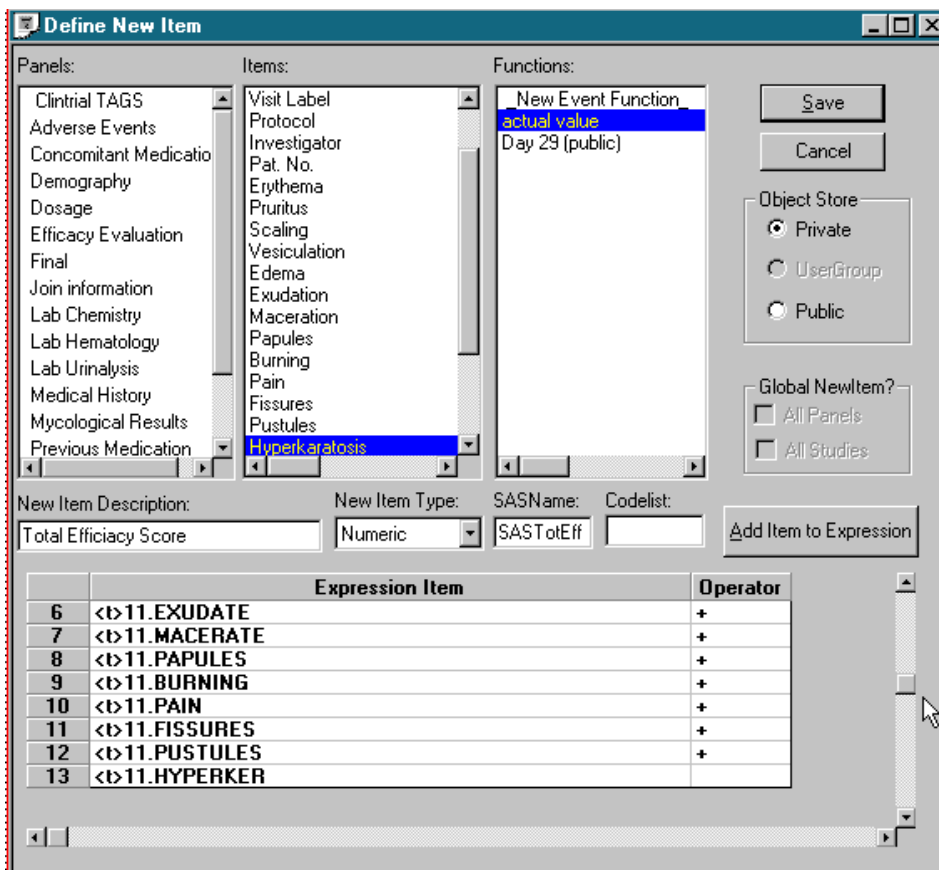 Define New Item
Panels:
Clintrial TAGS
Adverse Events
Concomitant Medicatio
Demography
Dosage
Efficacy Evaluation
Final
Join information
Lab Chemistry
Lab Hematology
Lab Urinalysis
Medical History
Mycological Results
Previous Medication
Items:
Visit Label
Protocol
Investigator
Pat. No.
Erythema
Pruritus
Scaling
Vesiculation
Edema
Exudation
Maceration
Papules
Burning
Pain
Fissures
Pustules
Hyperkaratosis
Functions:
_New Event Function_
actual value
Day 29 (public)
Save
Cancel
Object Store
Private
UserGroup
Public
Global NewItem?
All Panels
All Studies
New Item Description:
Total Efficiacy Score
New Item Type:
Numeric
SASName:
SASTotEff
Codelist:
Add Item to Expression
Expression Item Operator
6 <t>11.EXUDATE +
7 <t>11.MACERATE +
8 <t>11.PAPULES +
9 <t>11.BURNING +
10 <t>11.PAIN +
11 <t>11.FISSURES +
12 <t>11.PUSTULES +
13 <t>11.HYPERKER